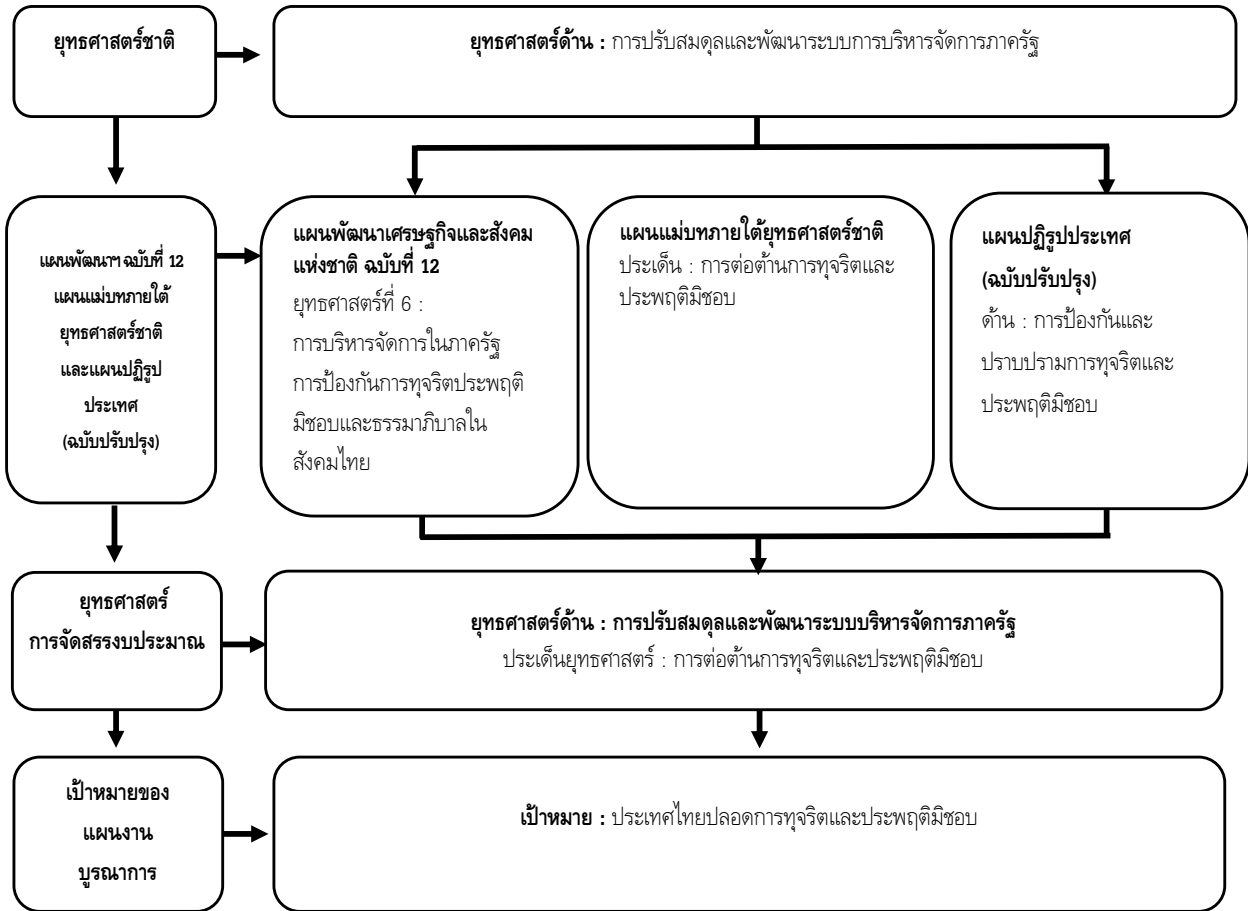 ยุทธศาสตร์ชาติ
ยุทธศาสตร์ด้าน : การปรับสมดุลและพัฒนาระบบการบริหารจัดการภาครัฐ
แผนพัฒนาฯ ฉบับที่ 12
แผนแม่บทภายใต้
ยุทธศาสตร์ชาติ
และแผนปฏิรูป
ประเทศ
(ฉบับปรับปรุง)
แผนพัฒนาเศรษฐกิจและสังคม
แห่งชาติ ฉบับที่ 12
ยุทธศาสตร์ที่ 6 :
การบริหารจัดการในภาครัฐ
การป้องกันการทุจริตประพฤติ
มิชอบและธรรมาภิบาลใน
สังคมไทย
แผนแม่บทภายใต้ยุทธศาสตร์ชาติ
ประเด็น : การต่อต้านการทุจริตและ
ประพฤติมิชอบ
แผนปฏิรูปประเทศ
(ฉบับปรับปรุง)
ด้าน : การป้องกันและ
ปราบปรามการทุจริตและ
ประพฤติมิชอบ
ยุทธศาสตร์
การจัดสรรงบประมาณ
ยุทธศาสตร์ด้าน : การปรับสมดุลและพัฒนาระบบบริหารจัดการภาครัฐ
ประเด็นยุทธศาสตร์ : การต่อต้านการทุจริตและประพฤติมิชอบ
เป้าหมายของ
แผนงาน
บูรณาการ
เป้าหมาย : ประเทศไทยปลอดการทุจริตและประพฤติมิชอบ